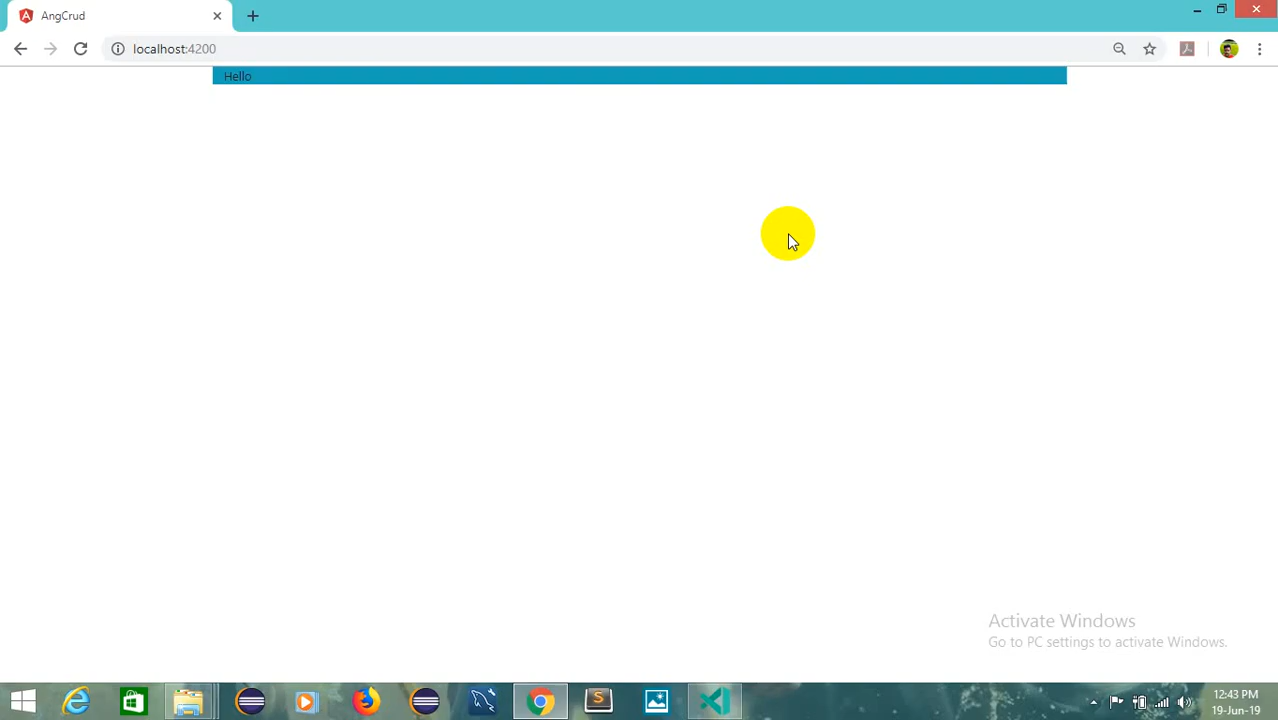 AngCrud
localhost:4200
Hello
Activate Windows
Go to PC settings to activate Windows.
S
12:43 PM
19-Jun-19